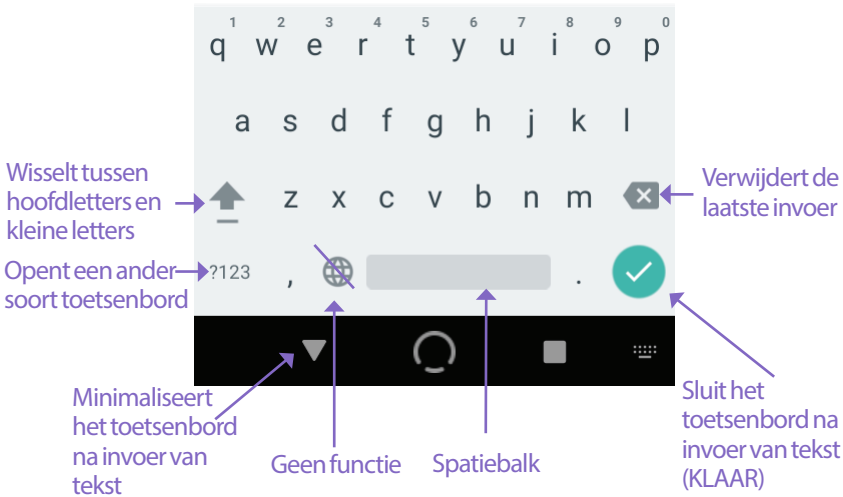 1 2 3 4 5 6 7 8 9 0
q w e r t y u i o p
a s d f g h j k l
Wisselt tussen
hoofdletters en
kleine letters
z x c v b n m
Verwijdert de
laatste invoer
Opent een ander
soort toetsenbord
?123 , .
Minimaliseert
het toetsenbord
na invoer van
tekst
Geen functie
Spatiebalk
Sluit het
toetsenbord na
invoer van tekst
(KLAAR)